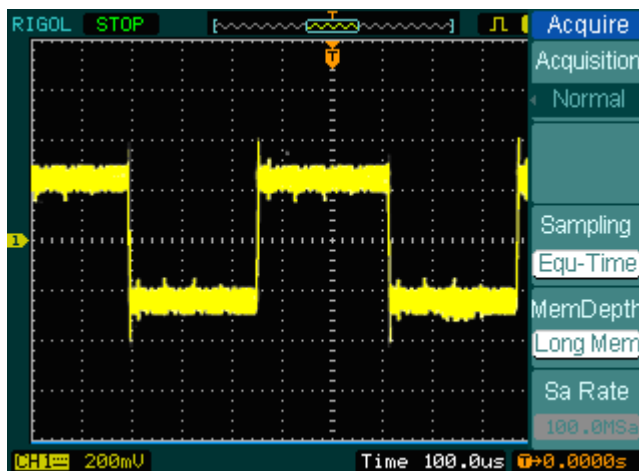 RIGOL STOP
T
Acquire
Acquisition
Normal
T
1
Sampling
Equ-Time
MemDepth
Long Mem
Sa Rate
100.0MSa
CH1 200mV Time 100.0us T→0.0000s